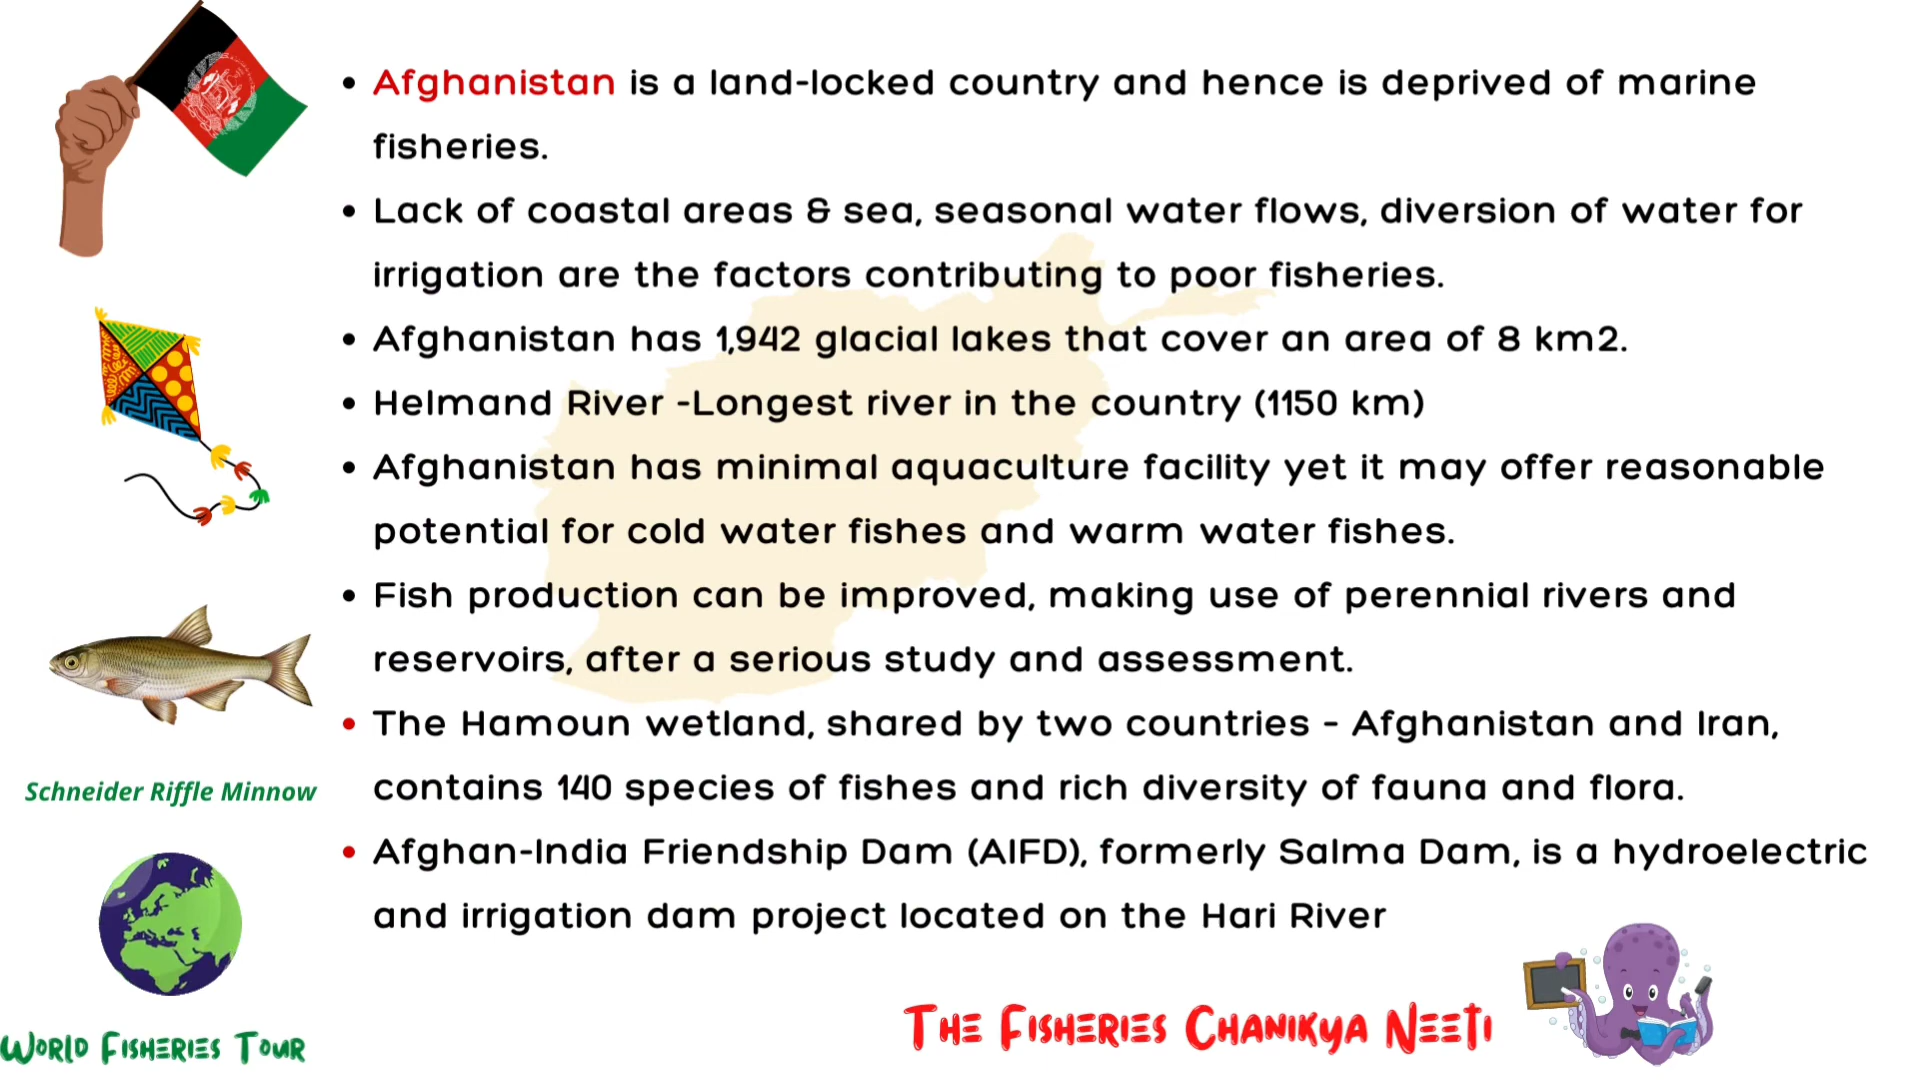 Afghanistan is a land-locked country and hence is deprived of marine
fisheries.
Lack of coastal areas & sea, seasonal water flows, diversion of water for
irrigation are the factors contributing to poor fisheries.
Afghanistan has 1,942 glacial lakes that cover an area of 8 km2.
Helmand River -Longest river in the country (1150 km)
Afghanistan has minimal aquaculture facility yet it may offer reasonable
potential for cold water fishes and warm water fishes.
Fish production can be improved, making use of perennial rivers and
reservoirs, after a serious study and assessment.
The Hamoun wetland, shared by two countries - Afghanistan and Iran,
contains 140 species of fishes and rich diversity of fauna and flora.
Afghan-India Friendship Dam (AIFD), formerly Salma Dam, is a hydroelectric
and irrigation dam project located on the Hari River
Schneider Riffle Minnow
World Fisheries Tour
The Fisheries Chanikya Neeti